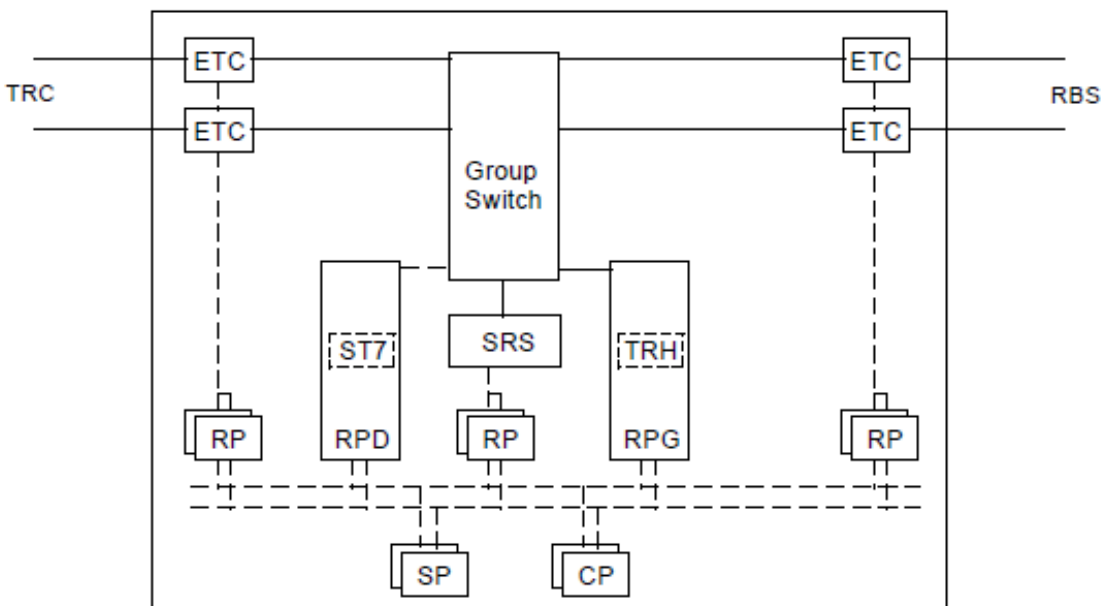 ETC
ETC
TRC
RBS
ETC
ETC
Group
Switch
ST7
SRS
TRH
RP
RPD
RP
RPG
RP
SP
CP